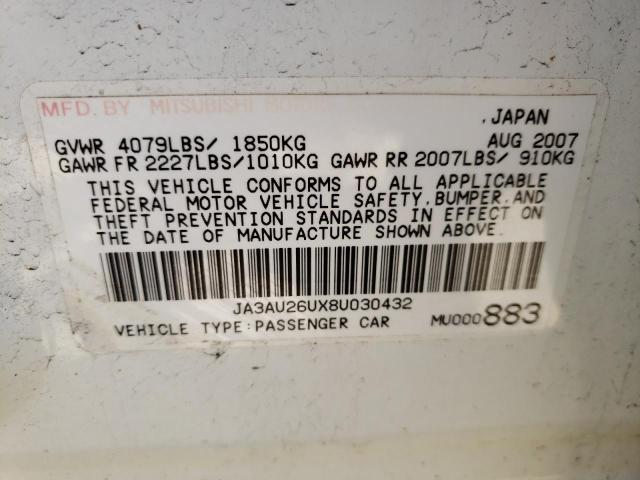 MFD. BY MITSUBISHI MOTORS
, JAPAN
GVWR 4079LBS/ 1850KG AUG 2007
GAWR FR 2227LBS/1010KG GAWR RR 2007LBS/ 910KG
THIS VEHICLE CONFORMS TO ALL APPLICABLE
FEDERAL MOTOR VEHICLE SAFETY, BUMPER, AND
THEFT PREVENTION STANDARDS IN EFFECT ON
THE DATE OF MANUFACTURE SHOWN ABOVE.
JA3AU26UX8U030432
VEHICLE TYPE:PASSENGER CAR MU000883